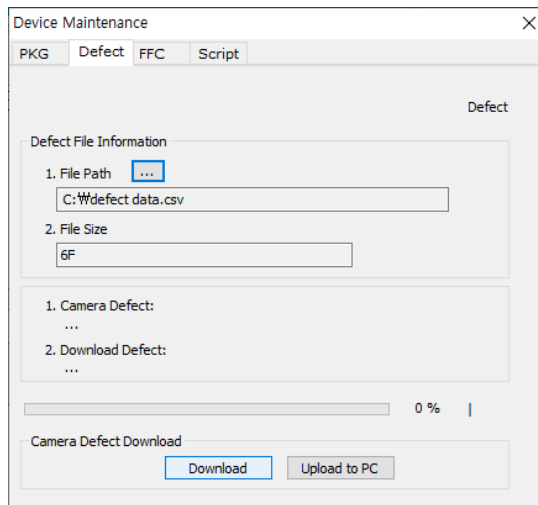 Device Maintenance
PKG Defect FFC Script
Defect
Defect File Information
1. File Path ...
C:₩defect data.csv
2. File Size
6F
1. Camera Defect:
...
2. Download Defect:
...
0 %
Camera Defect Download
Download Upload to PC